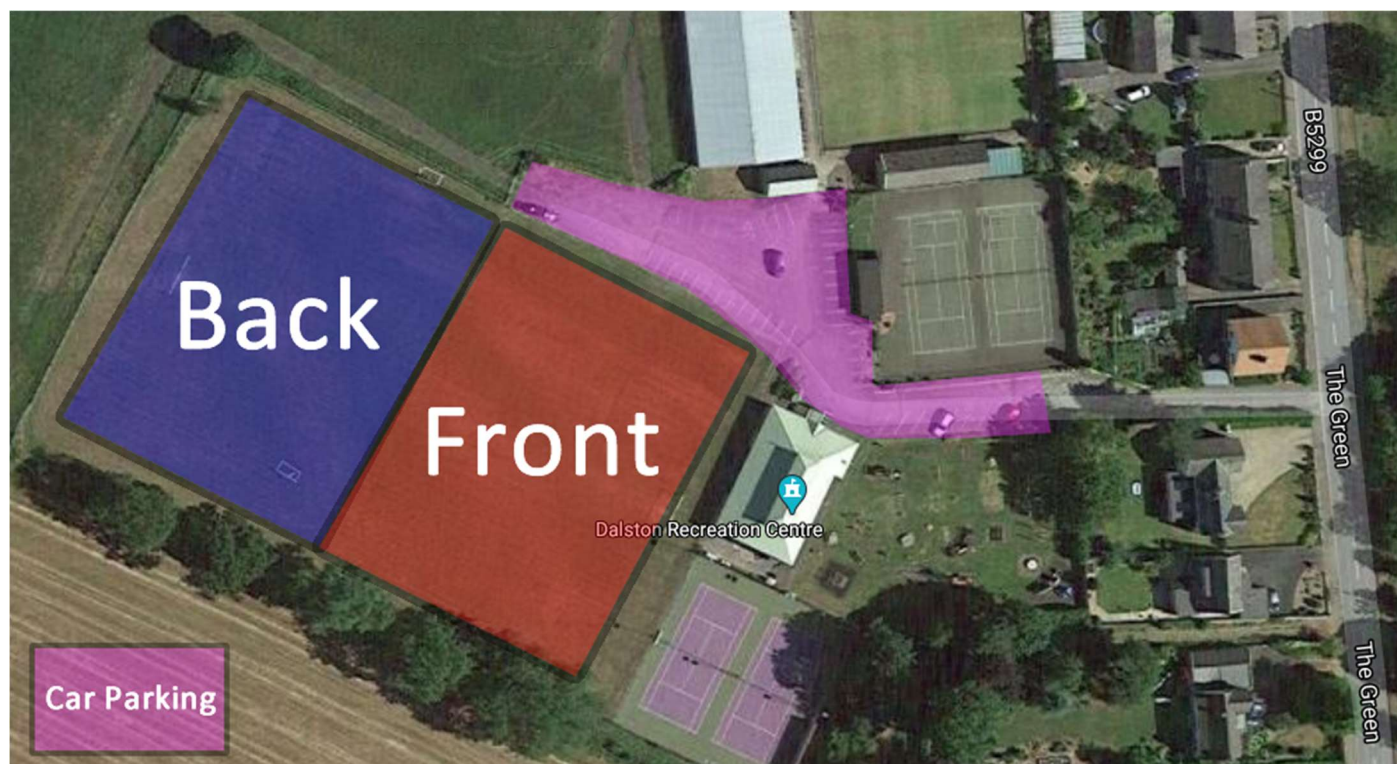 B5299
Back
Front
The Green
Dalston Recreation Centre
Car Parking
The Green